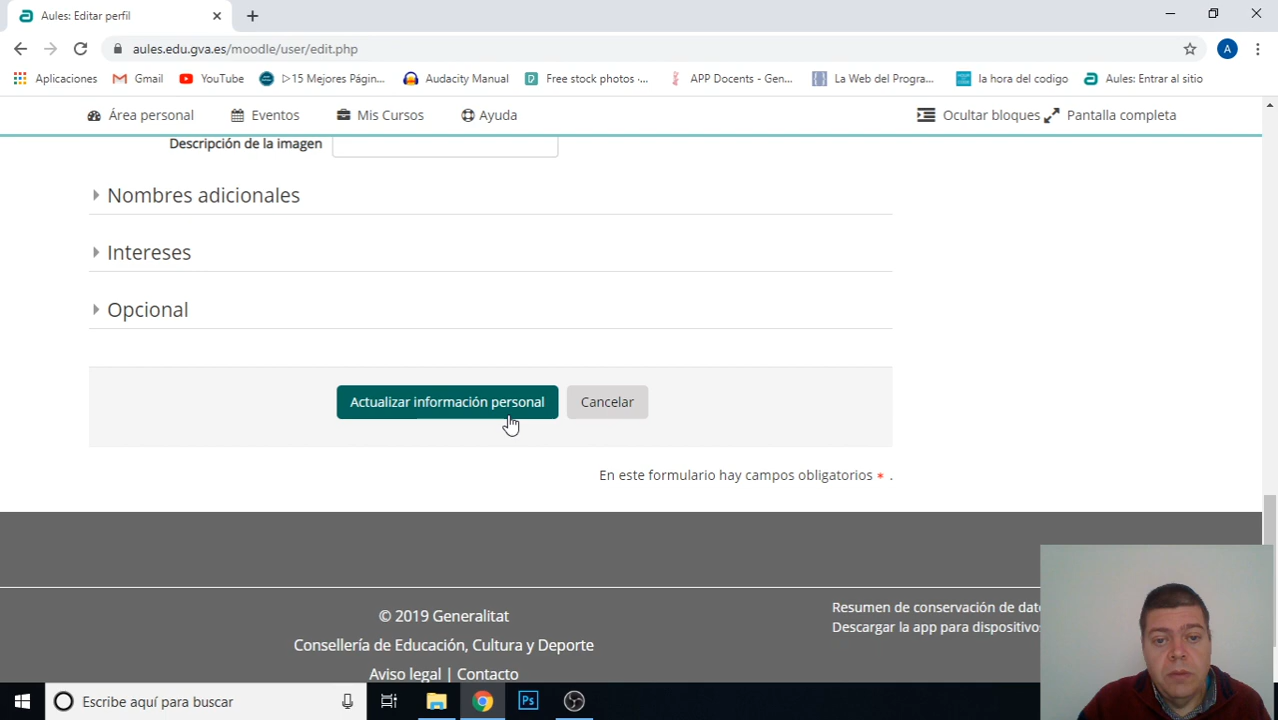 Aules: Editar perfil
aules.edu.gva.es/moodle/user/edit.php
A
Aplicaciones Gmail YouTube ▷15 Mejores Págin... Audacity Manual Free stock photos ·... APP Docents - Gen... La Web del Progra... la hora del codigo Aules: Entrar al sitio
Área personal Eventos Mis Cursos Ayuda Ocultar bloques Pantalla completa
Descripción de la imagen
Nombres adicionales
Intereses
Opcional
Actualizar información personal Cancelar
En este formulario hay campos obligatorios * .
© 2019 Generalitat
Consellería de Educación, Cultura y Deporte
Aviso legal | Contacto
Resumen de conservación de dato
Descargar la app para dispositivo
Escribe aquí para buscar
Ps